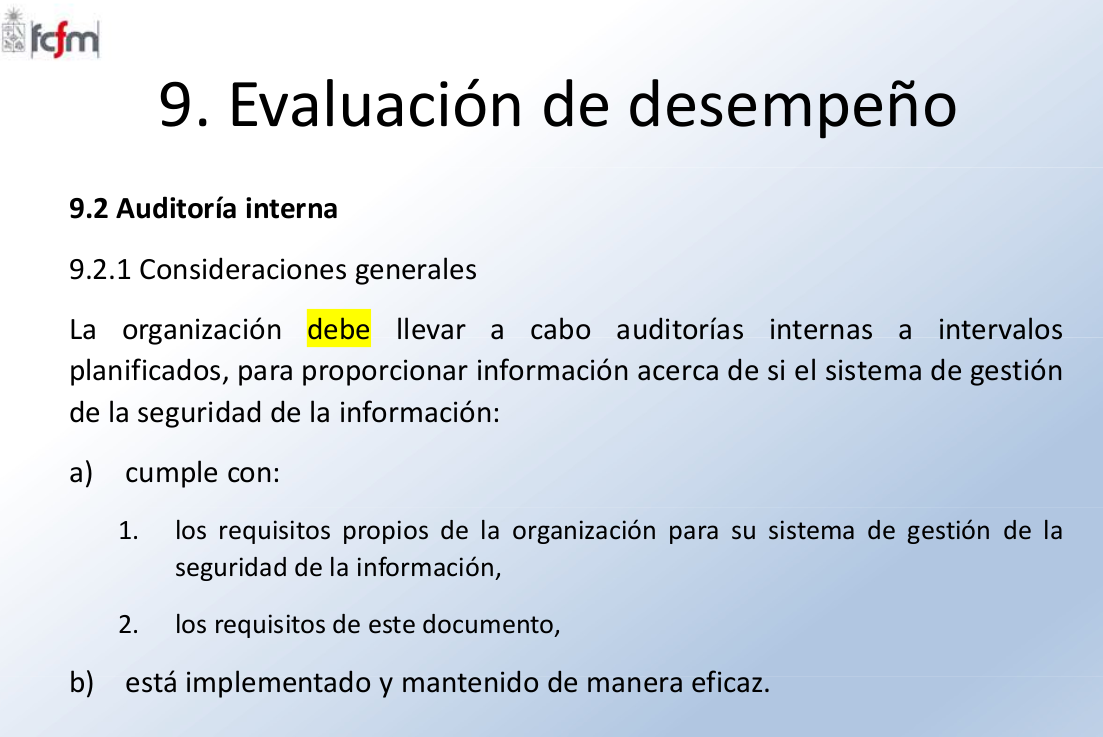 fcfm
9. Evaluación de desempeño
9.2 Auditoría interna
9.2.1 Consideraciones generales
La organización debe llevar a cabo auditorías internas a intervalos
planificados, para proporcionar información acerca de si el sistema de gestión
de la seguridad de la información:
a) cumple con:
1. los requisitos propios de la organización para su sistema de gestión de la
seguridad de la información,
2. los requisitos de este documento,
b) está implementado y mantenido de manera eficaz.